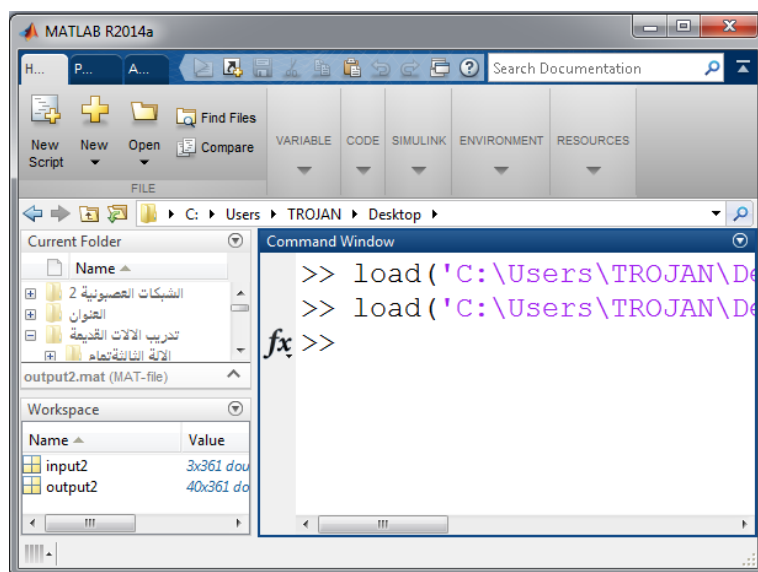 MATLAB R2014a
H... P... A... Search Documentation
New Script New Open Find Files Compare
FILE VARIABLE CODE SIMULINK ENVIRONMENT RESOURCES
C: Users TROJAN Desktop
Current Folder
Name
الشبكات العصبونية 2
العنوان
تدريب الالات القديمة
الالة الثالثةتمام
output2.mat (MAT-file)
Workspace
Name Value
input2 3x361 dou
output2 40x361 do
Command Window
>> load('C:\Users\TROJAN\De
>> load('C:\Users\TROJAN\De
fx >>